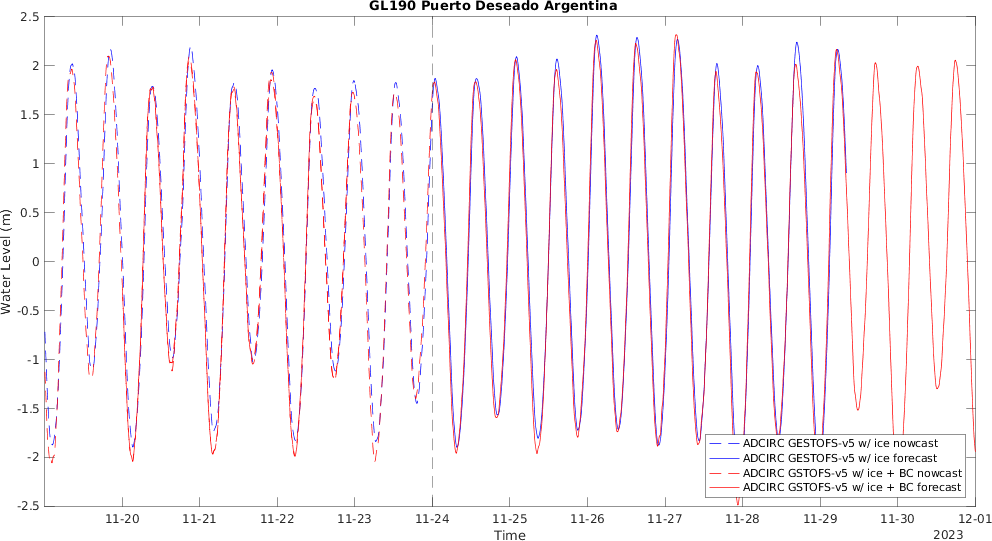 GL190 Puerto Deseado Argentina
2.5
2
1.5
1
0.5
0
-0.5
-1
-1.5
-2
-2.5
Water Level (m)
ADCIRC GESTOFS-v5 w/ ice nowcast
ADCIRC GESTOFS-v5 w/ ice forecast
ADCIRC GSTOFS-v5 w/ ice + BC nowcast
ADCIRC GSTOFS-v5 w/ ice + BC forecast
11-20 11-21 11-22 11-23 11-24 11-25 11-26 11-27 11-28 11-29 11-30 12-01
Time
2023